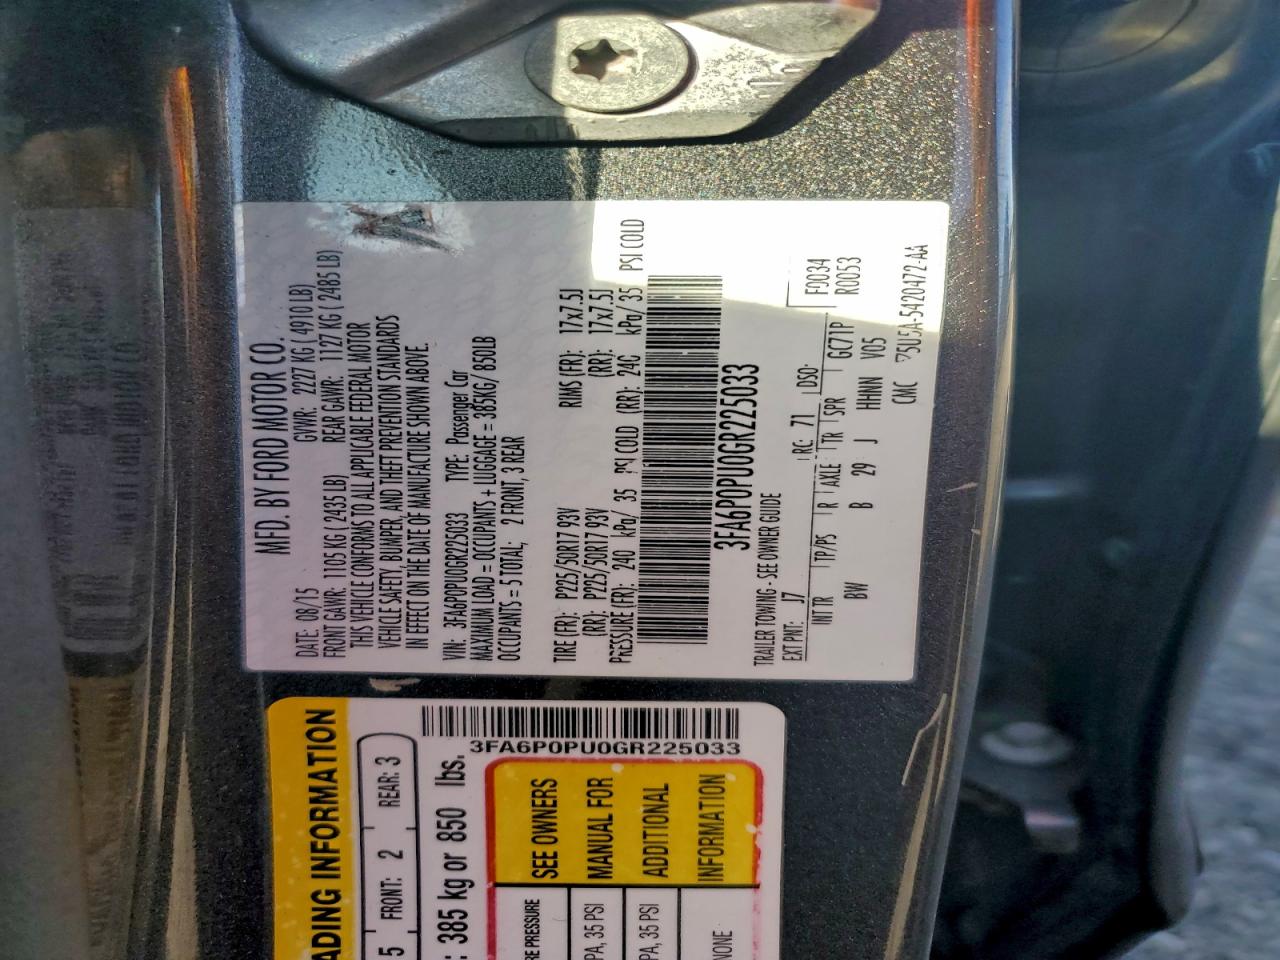 MFD. BY FORD MOTOR CO.
DATE: 08/15 GVWR: 2227 KG ( 4910 LB)
FRONT GAWR: 1105 KG ( 2435 LB) REAR GAWR: 1127 KG ( 2485 LB)
THIS VEHICLE CONFORMS TO ALL APPLICABLE FEDERAL MOTOR
VEHICLE SAFETY, BUMPER, AND THEFT PREVENTION STANDARDS
IN EFFECT ON THE DATE OF MANUFACTURE SHOWN ABOVE.
VIN: 3FA6P0PU0GR225033 TYPE: Passenger Car
MAXIMUM LOAD = OCCUPANTS + LUGGAGE = 385KG/ 850LB
OCCUPANTS = 5 TOTAL; 2 FRONT, 3 REAR
TIRE (FR): P225/50R17 93V RIMS (FR): 17x7.5J
(RR): P225/50R17 93V (RR): 17x7.5J
PRESSURE (FR): 240 kPa/ 35 PSI COLD (RR): 240 kPa/ 35 PSI COLD
3FA6P0PU0GR225033
TRAILER TOWING - SEE OWNER GUIDE
EXT PNT: J7 RC: 71 DSO: F0034
INT TR TP/PS R AXLE TR SPR GC71P R0053
BW B 29 J HHWN V05
CMC 5U5A-5420472-AA
3FA6P0PU0GR225033
ADING INFORMATION
5 FRONT: 2 REAR: 3
: 385 kg or 850 lbs.
E PRESSURE SEE OWNERS
PA, 35 PSI MANUAL FOR
PA, 35 PSI ADDITIONAL
NONE INFORMATION